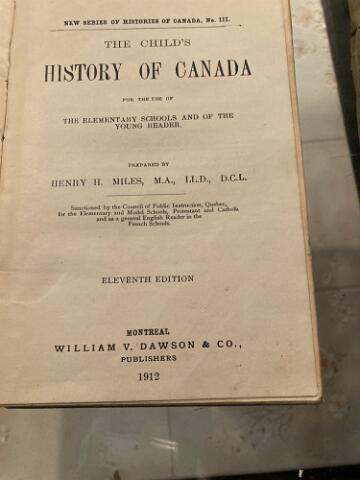 NEW SERIES OF HISTORIES OF CANADA, No. III.
THE CHILD'S
HISTORY OF CANADA
FOR THE USE OF
THE ELEMENTARY SCHOOLS AND OF THE
YOUNG READER.
PREPARED BY
HENRY H. MILES, M.A., LL.D., D.C.L.
Sanctioned by the Council of Public Instruction, Quebec,
for the Elementary and Model Schools, Protestant and Catholic
and as a general English Reader in the
French Schools.
ELEVENTH EDITION
MONTREAL
WILLIAM V. DAWSON & CO.,
PUBLISHERS
1912